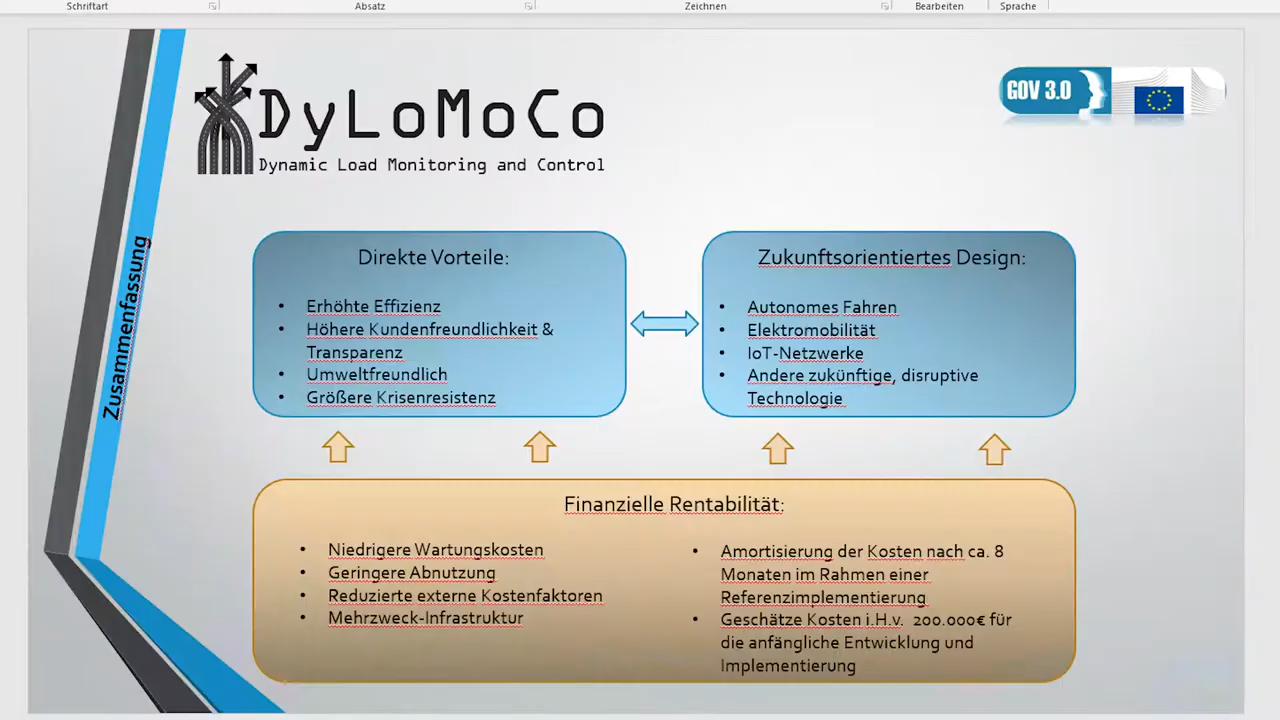 Schriftart
Absatz
Zeichnen
Bearbeiten
Sprache
DyLoMoCo
Dynamic Load Monitoring and Control
GOV 3.0
Zusammenfassung
Direkte Vorteile:
• Erhöhte Effizienz
• Höhere Kundenfreundlichkeit &
Transparenz
• Umweltfreundlich
• Größere Krisenresistenz
Zukunftsorientiertes Design:
• Autonomes Fahren
• Elektromobilität
• IoT-Netzwerke
• Andere zukünftige, disruptive
Technologie
Finanzielle Rentabilität:
• Niedrigere Wartungskosten
• Geringere Abnutzung
• Reduzierte externe Kostenfaktoren
• Mehrzweck-Infrastruktur
• Amortisierung der Kosten nach ca. 8
Monaten im Rahmen einer
Referenzimplementierung
• Geschätze Kosten i.H.v. 200.000€ für
die anfängliche Entwicklung und
Implementierung